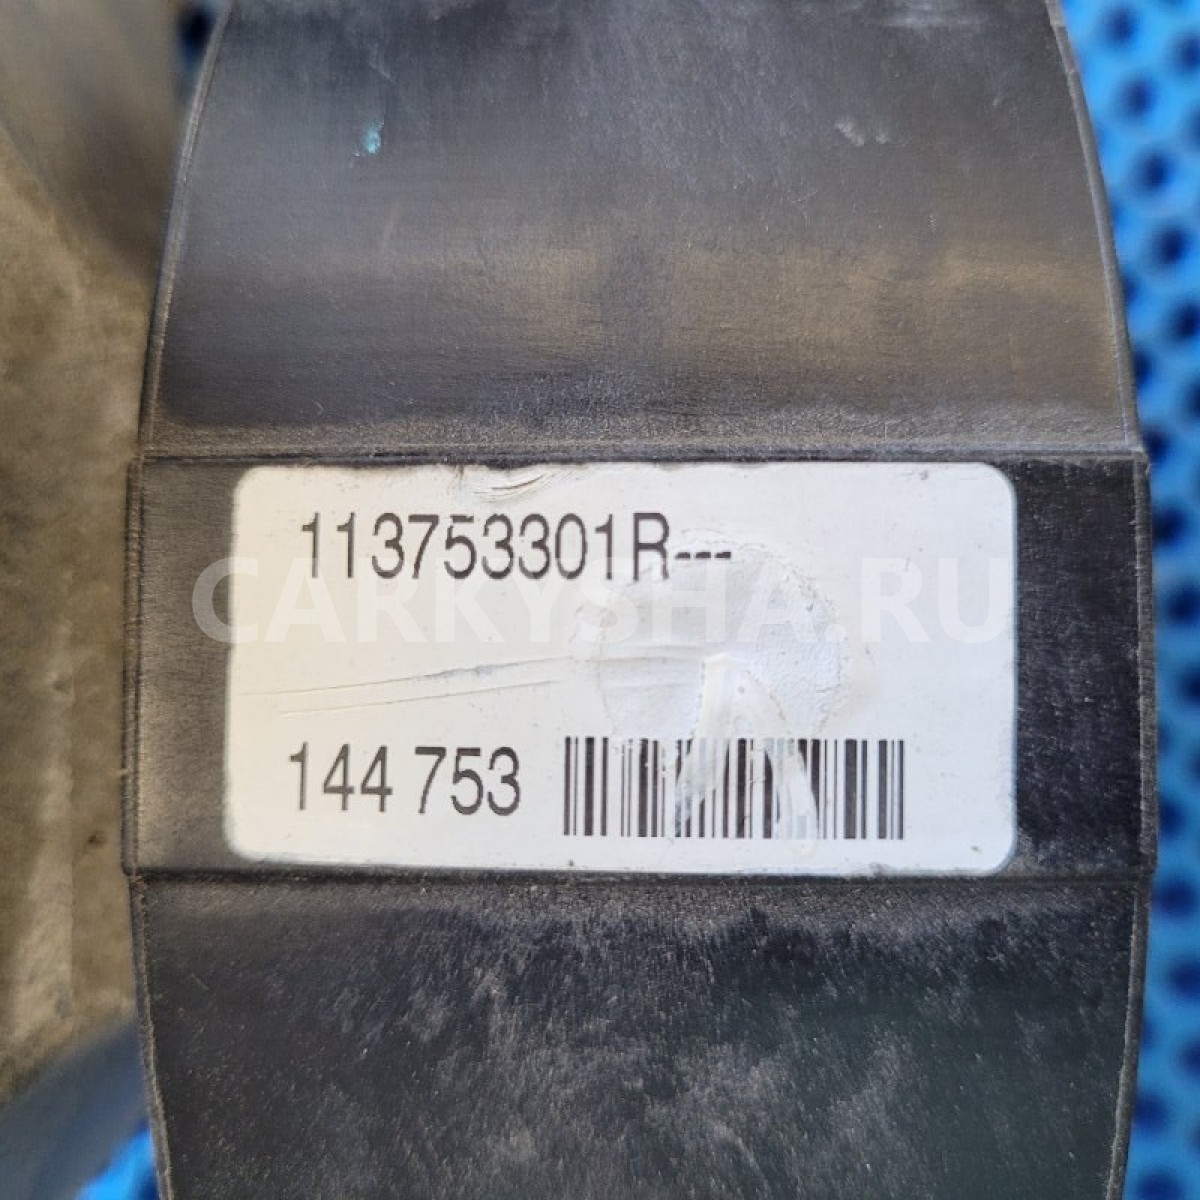 113753301R---
CARKYSHA.RU
144 753